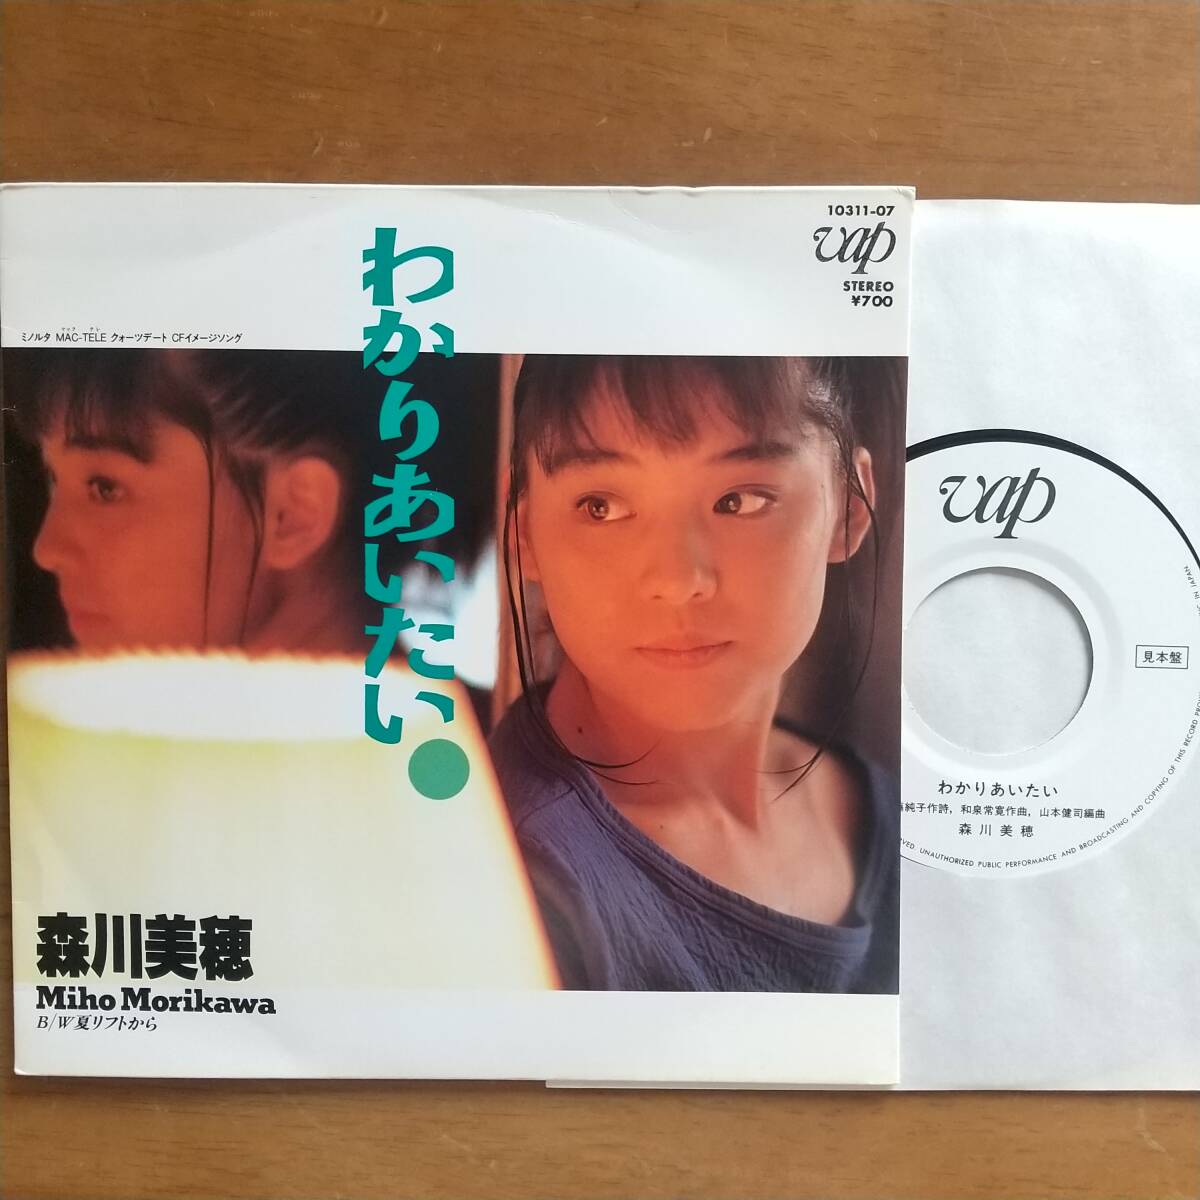 10311-07
vap
STEREO
¥700
マック テレ
ミノルタ MAC-TELE クォーツデート CFイメージソング
わかりあいたい
森川美穂
Miho Morikawa
B/W 夏リフトから
vap
見本盤
わかりあいたい
純子作詩, 和泉常寛作曲, 山本健司編曲
森川美穂
UNAUTHORIZED PUBLIC PERFORMANCE AND BROADCASTING AND COPYING OF THIS RECORD
IN JAPAN